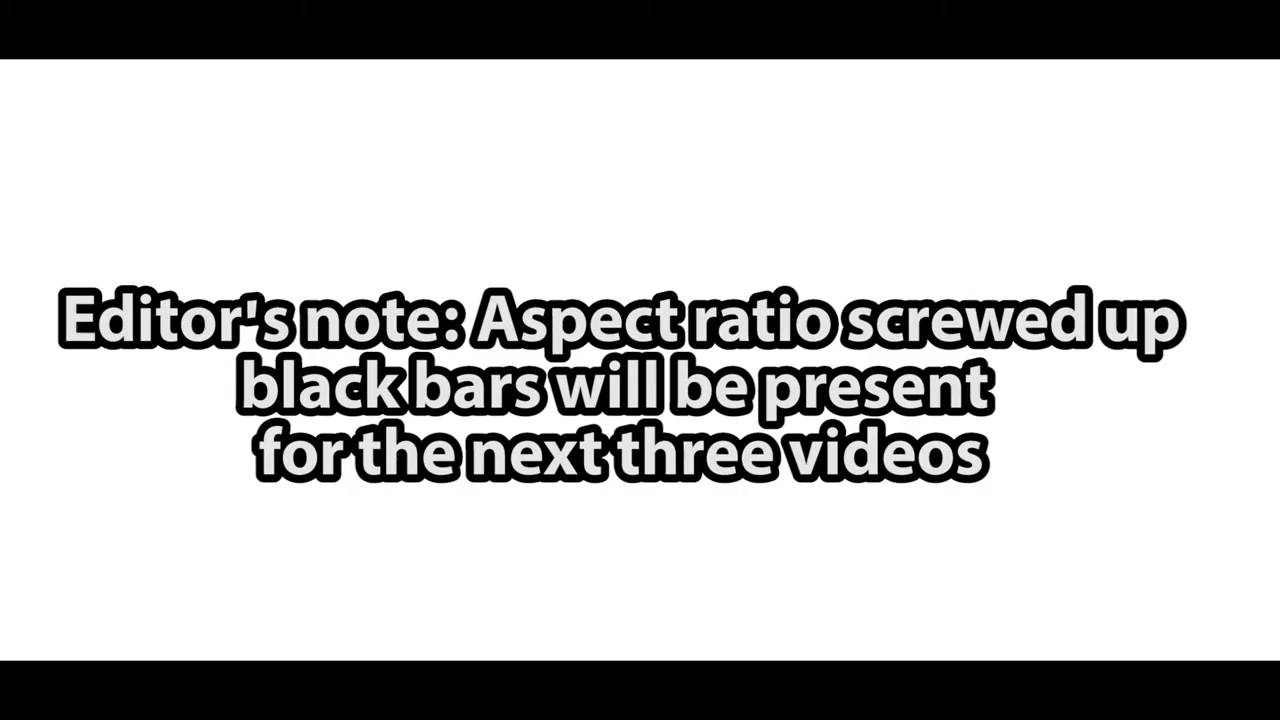 Editor's note: Aspect ratio screwed up
black bars will be present
for the next three videos